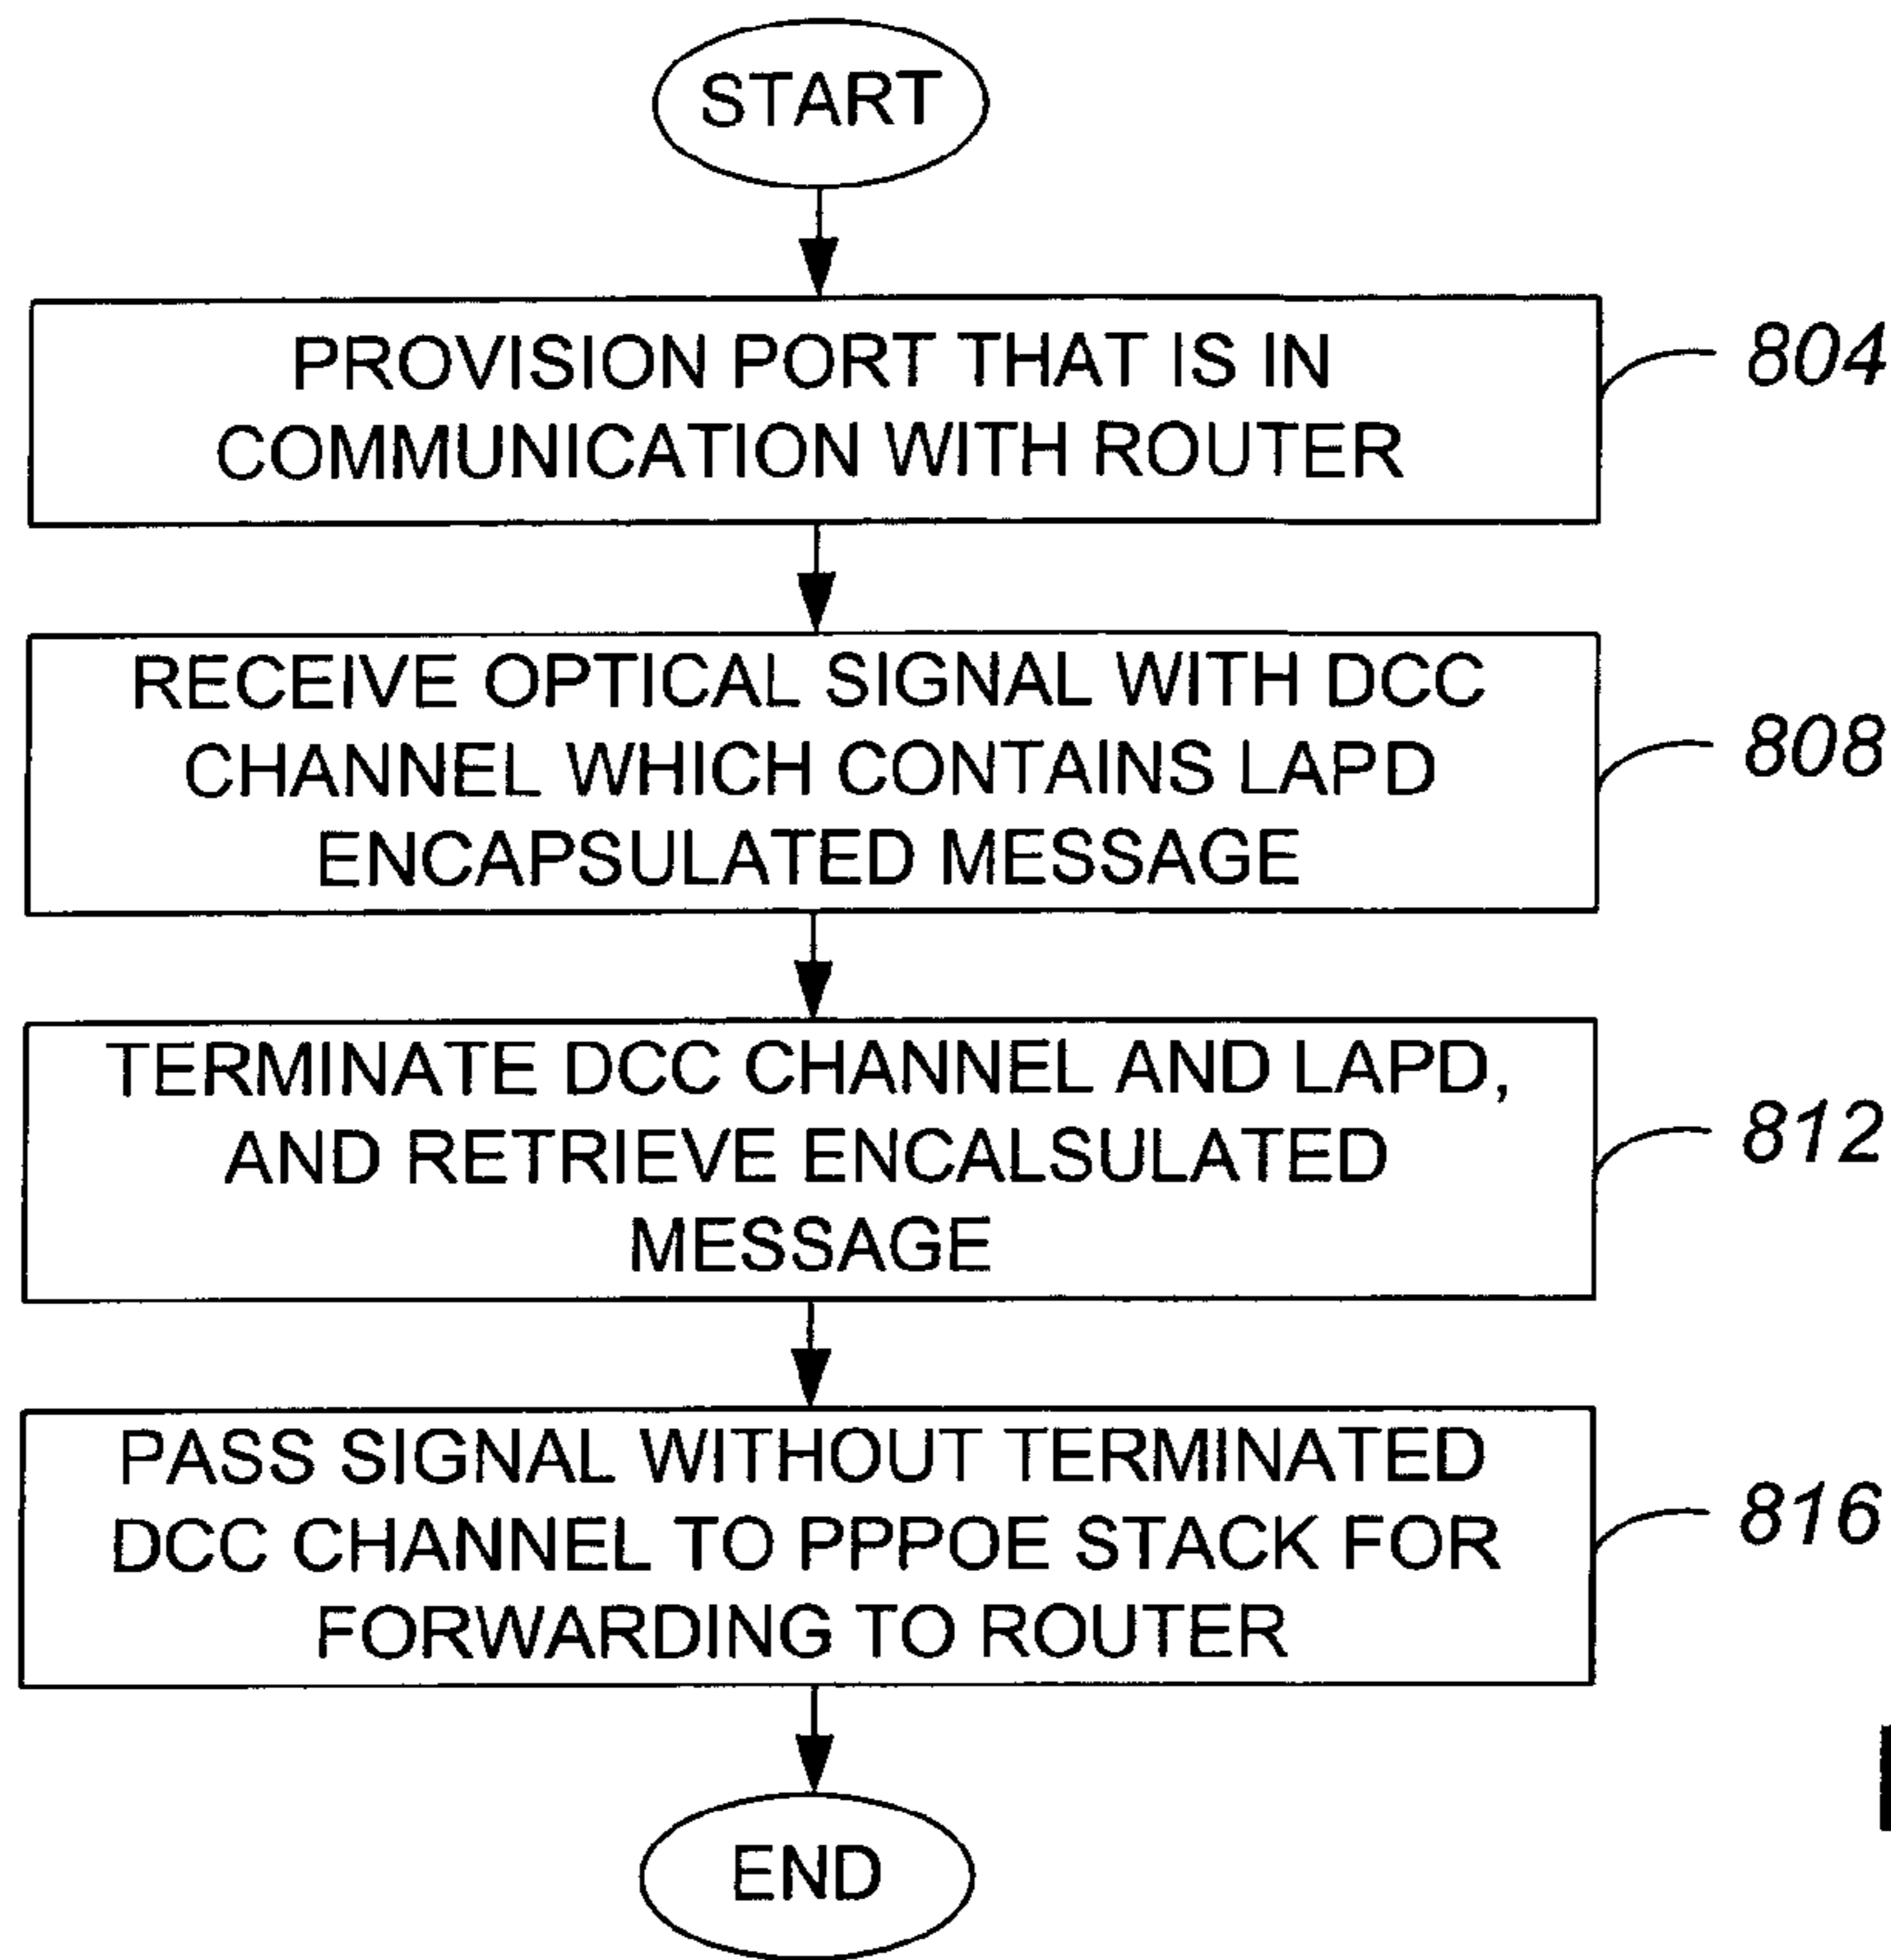 START
PROVISION PORT THAT IS IN
COMMUNICATION WITH ROUTER
804
RECEIVE OPTICAL SIGNAL WITH DCC
CHANNEL WHICH CONTAINS LAPD
ENCAPSULATED MESSAGE
808
TERMINATE DCC CHANNEL AND LAPD,
AND RETRIEVE ENCALSULATED
MESSAGE
812
PASS SIGNAL WITHOUT TERMINATED
DCC CHANNEL TO PPPOE STACK FOR
FORWARDING TO ROUTER
816
END